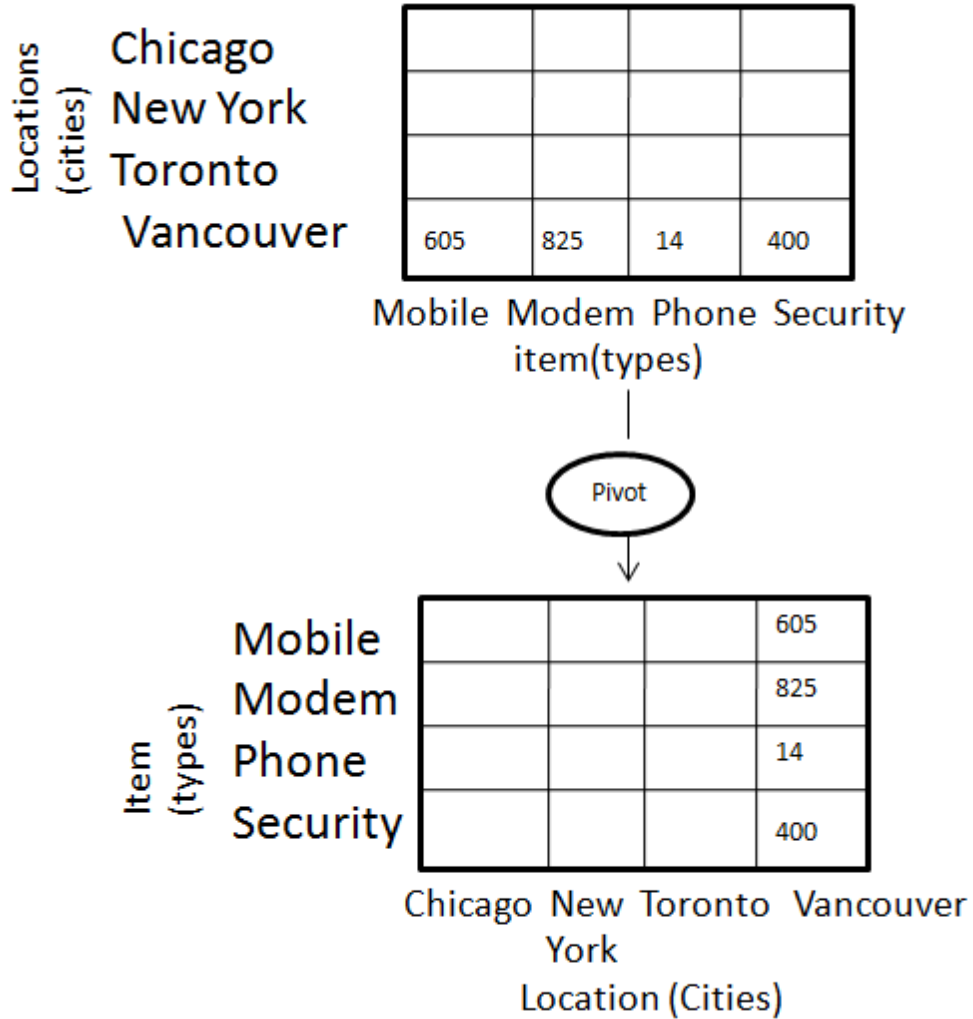 Locations
(cities)
Chicago
New York
Toronto
Vancouver
605 825 14 400
Mobile Modem Phone Security
item(types)
Pivot
Item
(types)
Mobile
605
Modem
825
Phone
14
Security
400
Chicago New Toronto Vancouver
York
Location (Cities)